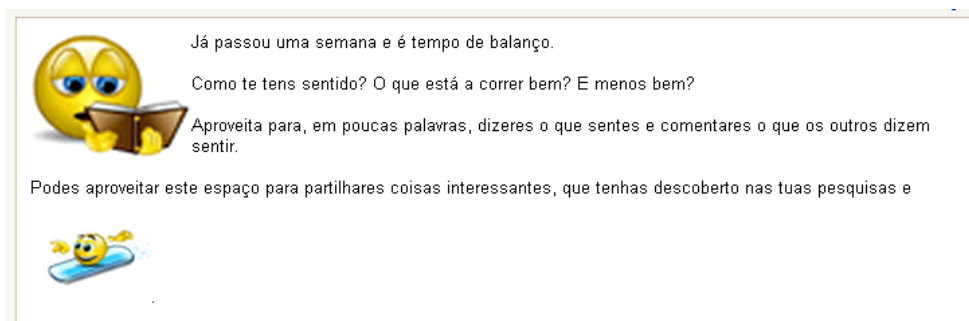 Já passou uma semana e é tempo de balanço.
Como te tens sentido? O que está a correr bem? E menos bem?
Aproveita para, em poucas palavras, dizeres o que sentes e comentares o que os outros dizem
sentir.
Podes aproveitar este espaço para partilhares coisas interessantes, que tenhas descoberto nas tuas pesquisas e
.